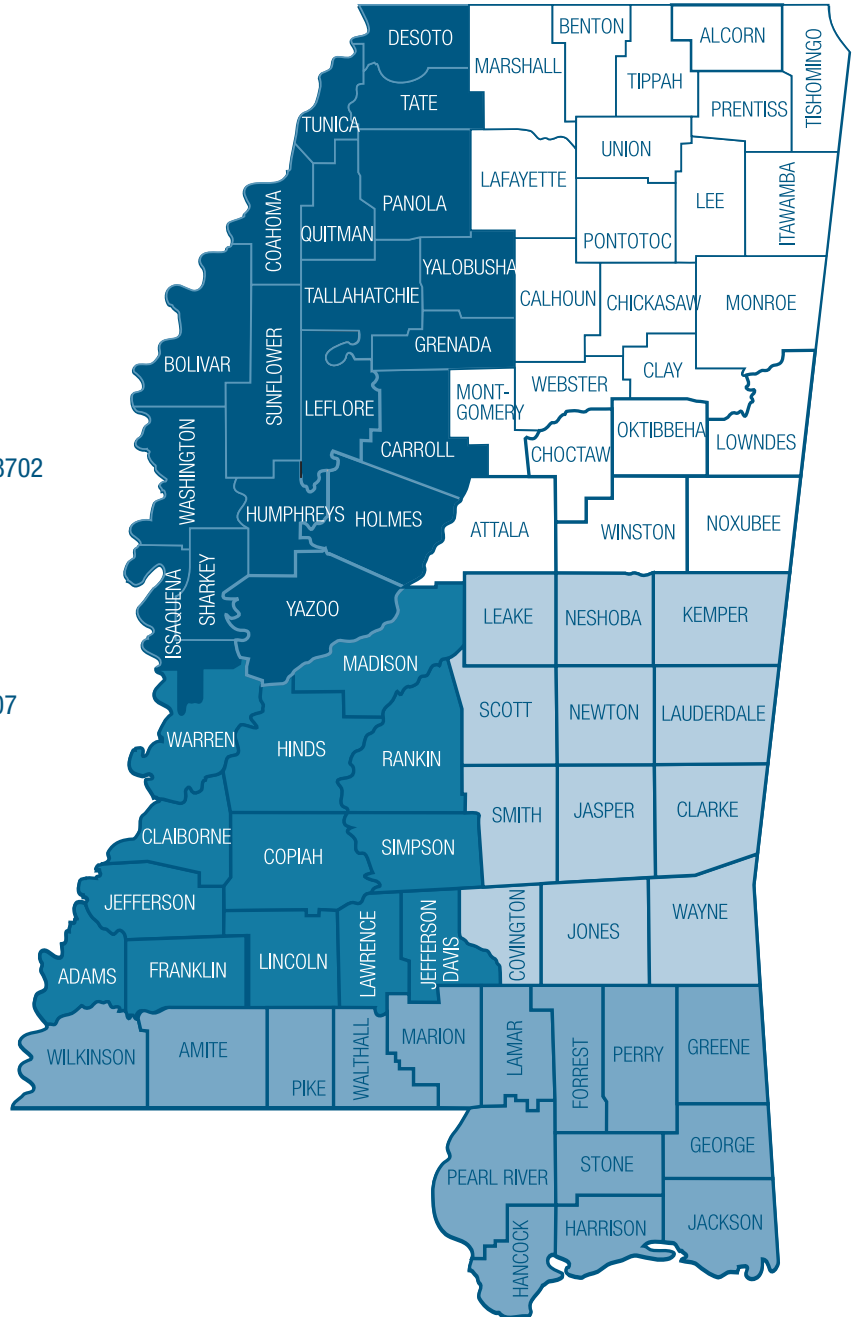 DESOTO
BENTON
ALCORN
MARSHALL
TIPPAH
TISHOMINGO
TATE
PRENTISS
TUNICA
UNION
LAFAYETTE
PANOLA
LEE
ITAWAMBA
COAHOMA
QUITMAN
PONTOTOC
YALOBUSHA
TALLAHATCHIE
CALHOUN
CHICKASAW
MONROE
GRENADA
BOLIVAR
SUNFLOWER
CLAY
WEBSTER
MONT-
GOMERY
LEFLORE
OKTIBBEHA
LOWNDES
CARROLL
CHOCTAW
WASHINGTON
3702
HUMPHREYS
HOLMES
ATTALA
WINSTON
NOXUBEE
ISSAQUENA
SHARKEY
YAZOO
LEAKE
NESHOBA
KEMPER
MADISON
07
SCOTT
NEWTON
LAUDERDALE
WARREN
HINDS
RANKIN
SMITH
JASPER
CLARKE
CLAIBORNE
COPIAH
SIMPSON
JEFFERSON
LAWRENCE
JEFFERSON
DAVIS
COVINGTON
JONES
WAYNE
ADAMS
FRANKLIN
LINCOLN
WILKINSON
AMITE
PIKE
WALTHALL
MARION
LAMAR
FORREST
PERRY
GREENE
GEORGE
PEARL RIVER
STONE
HANCOCK
HARRISON
JACKSON